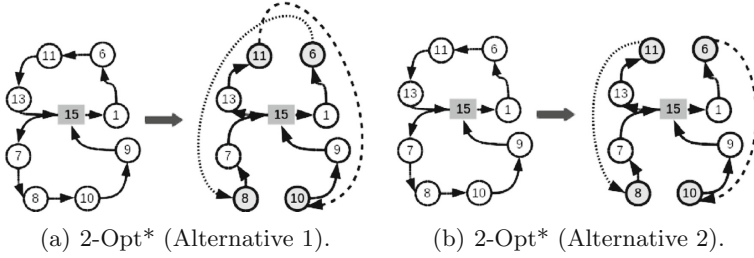 11 6 11 6 11 6 11 6
13 15 1 13 15 1 13 15 1 13 15 1
7 9 7 9 7 9 7 9
8 10 8 10 8 10 8 10
(a) 2-Opt* (Alternative 1). (b) 2-Opt* (Alternative 2).